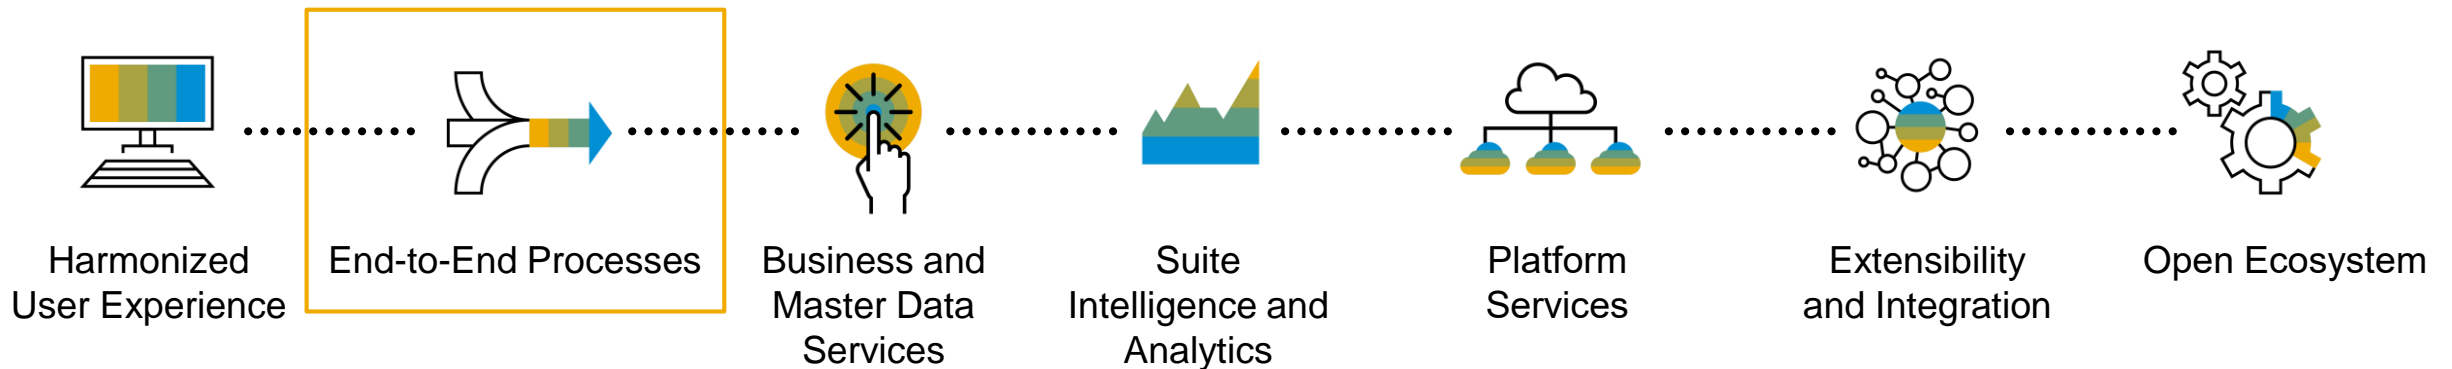 Harmonized
User Experience
End-to-End Processes
Business and
Master Data
Services
Suite
Intelligence and
Analytics
Platform
Services
Extensibility
and Integration
Open Ecosystem